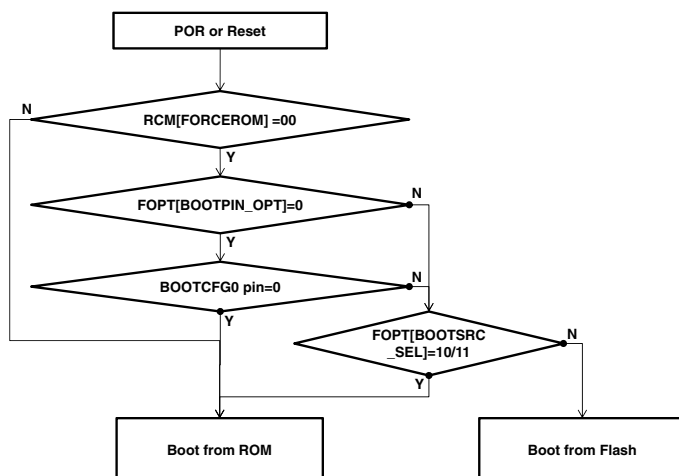 POR or Reset
N
RCM[FORCEROM] =00
Y
N
FOPT[BOOTPIN_OPT]=0
Y
N
BOOTCFG0 pin=0
Y
FOPT[BOOTSRC
_SEL]=10/11
N
Y
Boot from ROM
Boot from Flash